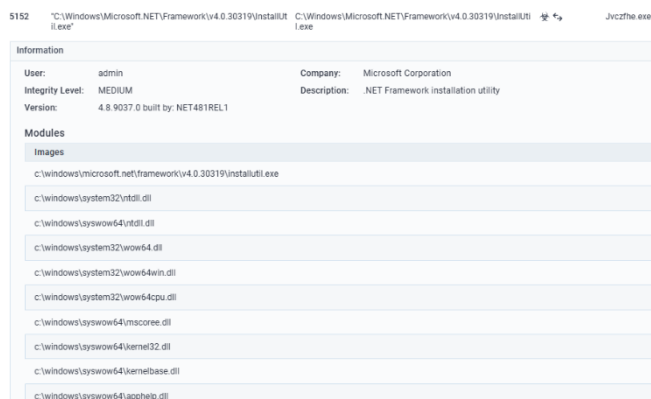 5152 "C:\Windows\Microsoft.NET\Framework\v4.0.30319\InstallUt C:\Windows\Microsoft.NET\Framework\v4.0.30319\InstallUti Jvczfhe.exe
il.exe" l.exe
Information
User: admin Company: Microsoft Corporation
Integrity Level: MEDIUM Description: .NET Framework installation utility
Version: 4.8.9037.0 built by: NET481REL1
Modules
Images
c:\windows\microsoft.net\framework\v4.0.30319\installutil.exe
c:\windows\system32\ntdll.dll
c:\windows\syswow64\ntdll.dll
c:\windows\system32\wow64.dll
c:\windows\system32\wow64win.dll
c:\windows\system32\wow64cpu.dll
c:\windows\syswow64\mscoree.dll
c:\windows\syswow64\kernel32.dll
c:\windows\syswow64\kernelbase.dll
c:\windows\syswow64\apphelp.dll